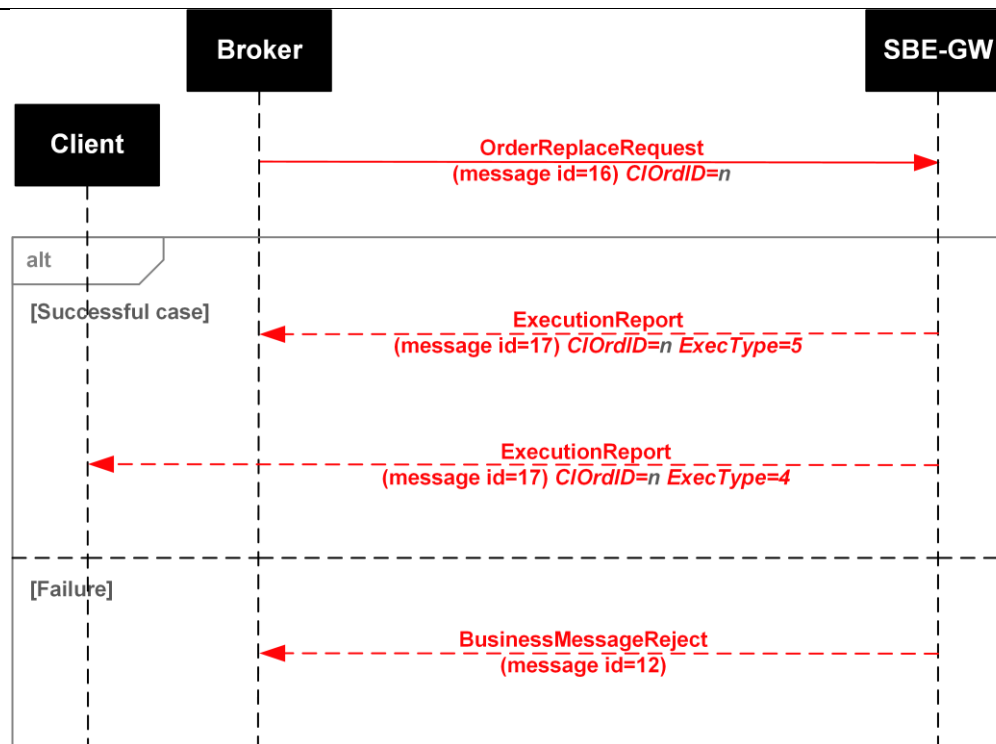 Broker
SBE-GW
Client
OrderReplaceRequest
(message id=16) ClOrdID=n
alt
[Successful case]
ExecutionReport
(message id=17) ClOrdID=n ExecType=5
ExecutionReport
(message id=17) ClOrdID=n ExecType=4
[Failure]
BusinessMessageReject
(message id=12)